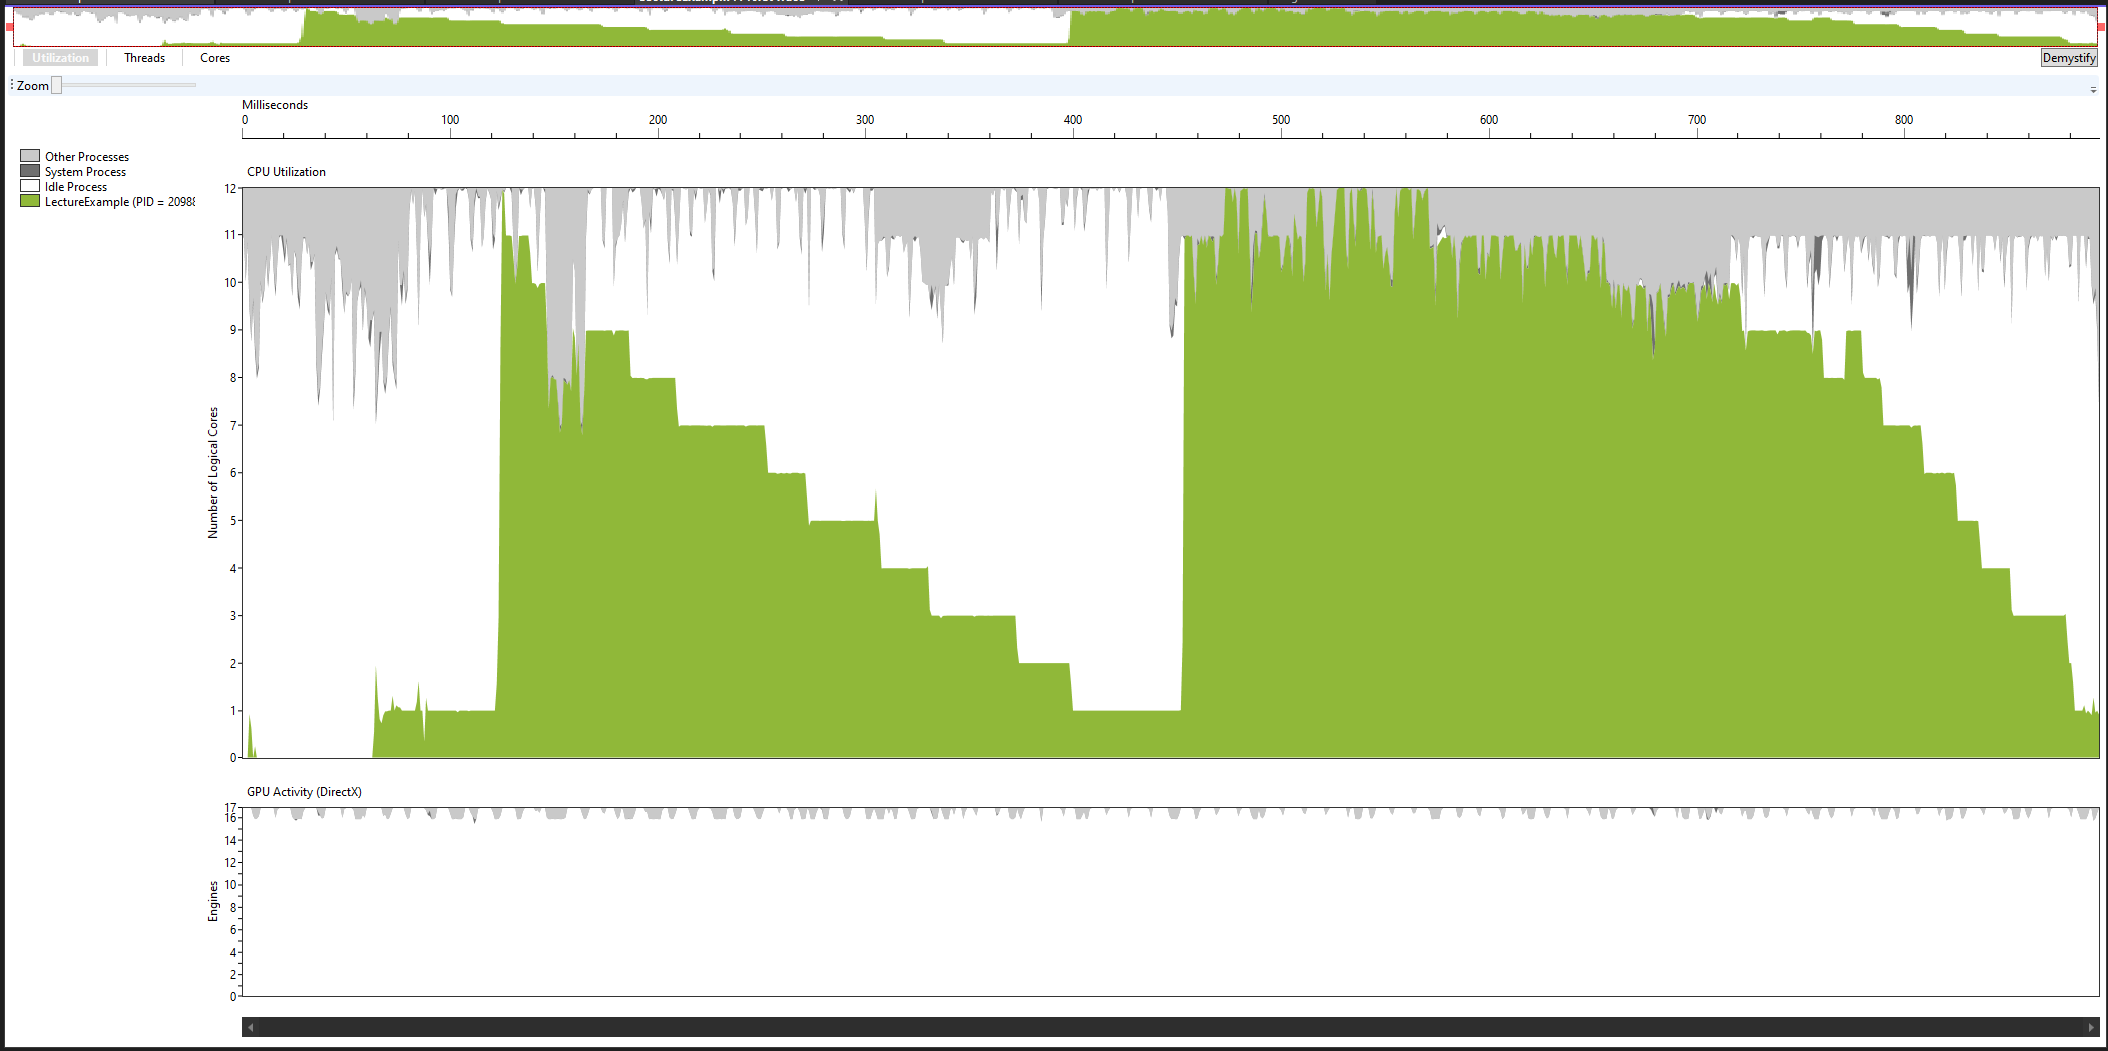 Utilization Threads Cores Demystify
Zoom
Milliseconds
0 100 200 300 400 500 600 700 800
Other Processes
System Process
Idle Process
LectureExample (PID = 2098
CPU Utilization
12
11
10
9
8
7
6
5
4
3
2
1
0
Number of Logical Cores
GPU Activity (DirectX)
17
16
14
12
10
8
6
4
2
0
Engines